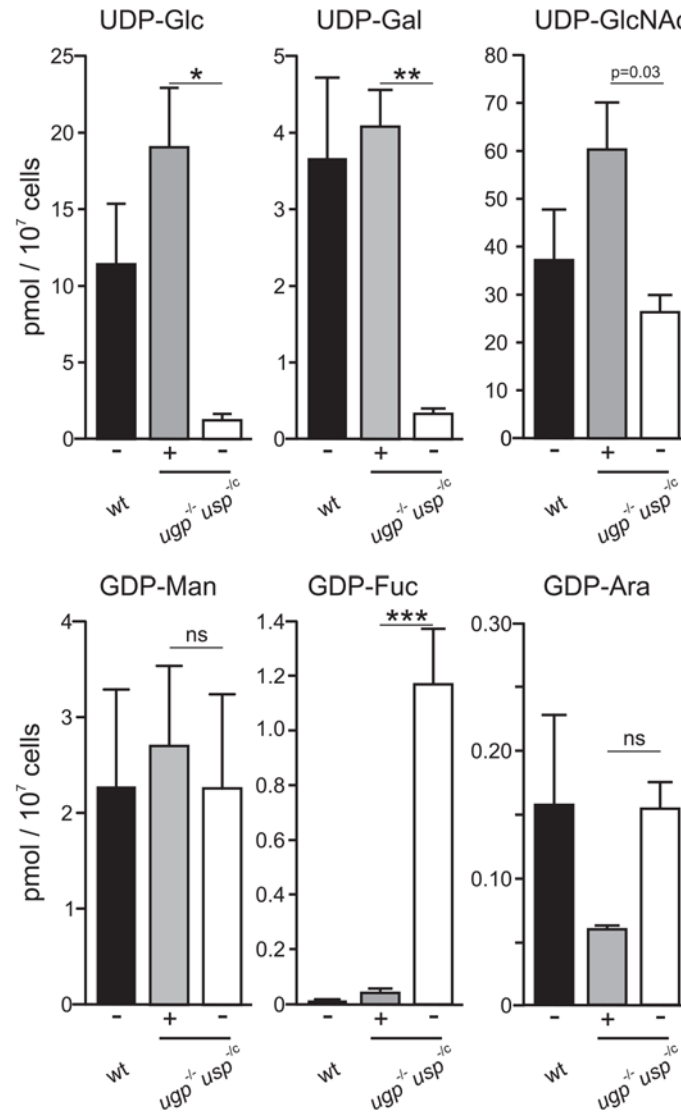 UDP-Glc
UDP-Gal
UDP-GlcNAc
pmol / 10⁷ cells
25
20
15
10
5
0
*
-
+
-
wt
ugp⁻/⁻ usp⁻/c
5
4
3
2
1
0
**
-
+
-
wt
ugp⁻/⁻ usp⁻/c
80
70
60
50
40
30
20
10
0
p=0.03
-
+
-
wt
ugp⁻/⁻ usp⁻/c
GDP-Man
GDP-Fuc
GDP-Ara
pmol / 10⁷ cells
4
3
2
1
0
ns
-
+
-
wt
ugp⁻/⁻ usp⁻/c
1.4
1.2
1.0
0.8
0.6
0.4
0.2
0
***
-
+
-
wt
ugp⁻/⁻ usp⁻/c
0.30
0.20
0.10
0
ns
-
+
-
wt
ugp⁻/⁻ usp⁻/c